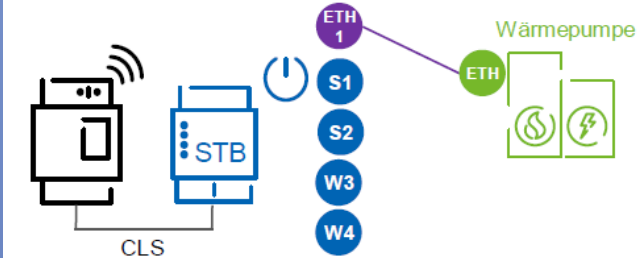 ETH
1
Wärmepumpe
ETH
S1
S2
STB
W3
W4
CLS